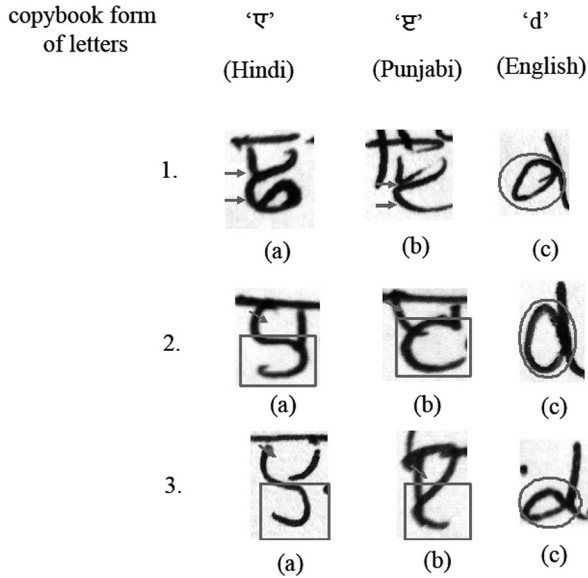 copybook form of letters ‘ए’ ‘ੲ’ ‘d’
(Hindi) (Punjabi) (English)
1.
(a) (b) (c)
2.
(a) (b) (c)
3.
(a) (b) (c)